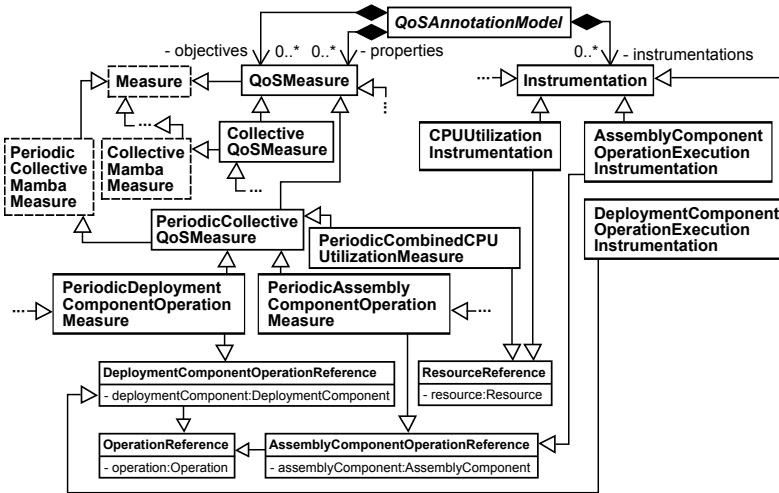 QoSAnnotationModel
- objectives 0..* 0..* - properties
0..* - instrumentations
Measure
QoSMeasure
...
Instrumentation
...
...
Periodic
Collective
Mamba
Measure
Collective
Mamba
Measure
Collective
QoSMeasure
...
CPUUtilization
Instrumentation
AssemblyComponent
OperationExecution
Instrumentation
PeriodicCollective
QoSMeasure
PeriodicCombinedCPU
UtilizationMeasure
DeploymentComponent
OperationExecution
Instrumentation
...
PeriodicDeployment
ComponentOperation
Measure
PeriodicAssembly
ComponentOperation
Measure
...
DeploymentComponentOperationReference
- deploymentComponent:DeploymentComponent
ResourceReference
- resource:Resource
OperationReference
- operation:Operation
AssemblyComponentOperationReference
- assemblyComponent:AssemblyComponent